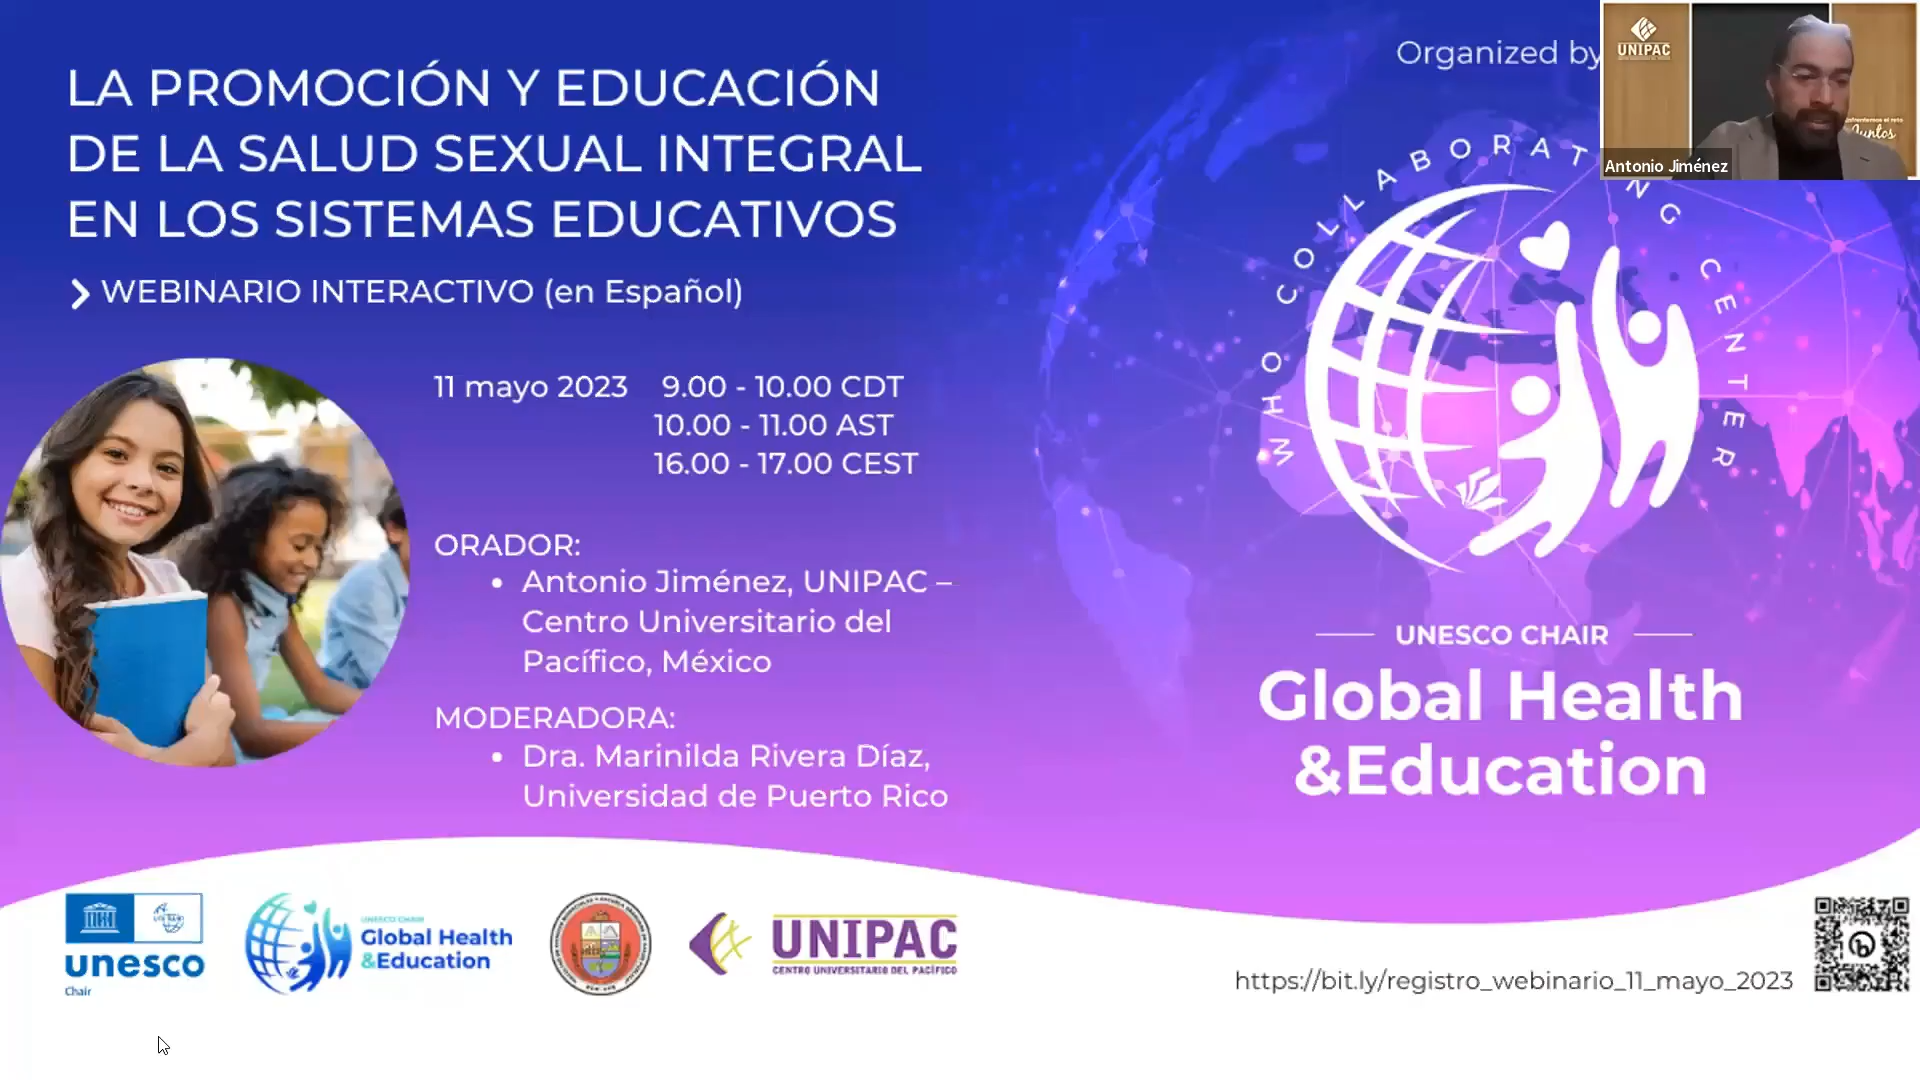 LA PROMOCIÓN Y EDUCACIÓN
DE LA SALUD SEXUAL INTEGRAL
EN LOS SISTEMAS EDUCATIVOS
WEBINARIO INTERACTIVO (en Español)
11 mayo 2023 9.00 - 10.00 CDT
10.00 - 11.00 AST
16.00 - 17.00 CEST
ORADOR:
• Antonio Jiménez, UNIPAC –
Centro Universitario del
Pacífico, México
MODERADORA:
• Dra. Marinilda Rivera Díaz,
Universidad de Puerto Rico
Organized by
UNIPAC
Juntos
Antonio Jiménez
WHO COLLABORATING CENTER
UNESCO CHAIR
Global Health
&Education
unesco
Chair
UNESCO CHAIR
Global Health
&Education
UNIPAC
CENTRO UNIVERSITARIO DEL PACÍFICO
https://bit.ly/registro_webinario_11_mayo_2023